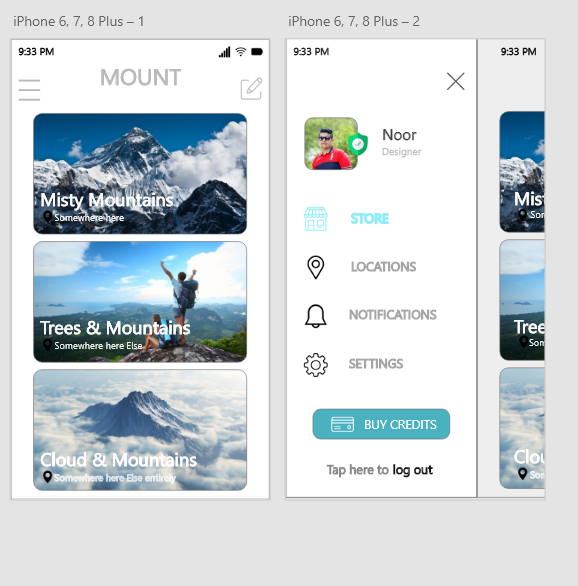 iPhone 6, 7, 8 Plus – 1
9:33 PM
MOUNT
Misty Mountains
Somewhere here
Trees & Mountains
Somewhere here Else
Cloud & Mountains
Somewhere here Else entirely
iPhone 6, 7, 8 Plus – 2
9:33 PM
Noor
Designer
STORE
LOCATIONS
NOTIFICATIONS
SETTINGS
BUY CREDITS
Tap here to log out
9:33 PM
Mist
Som
Tree
Som
Clou
Som